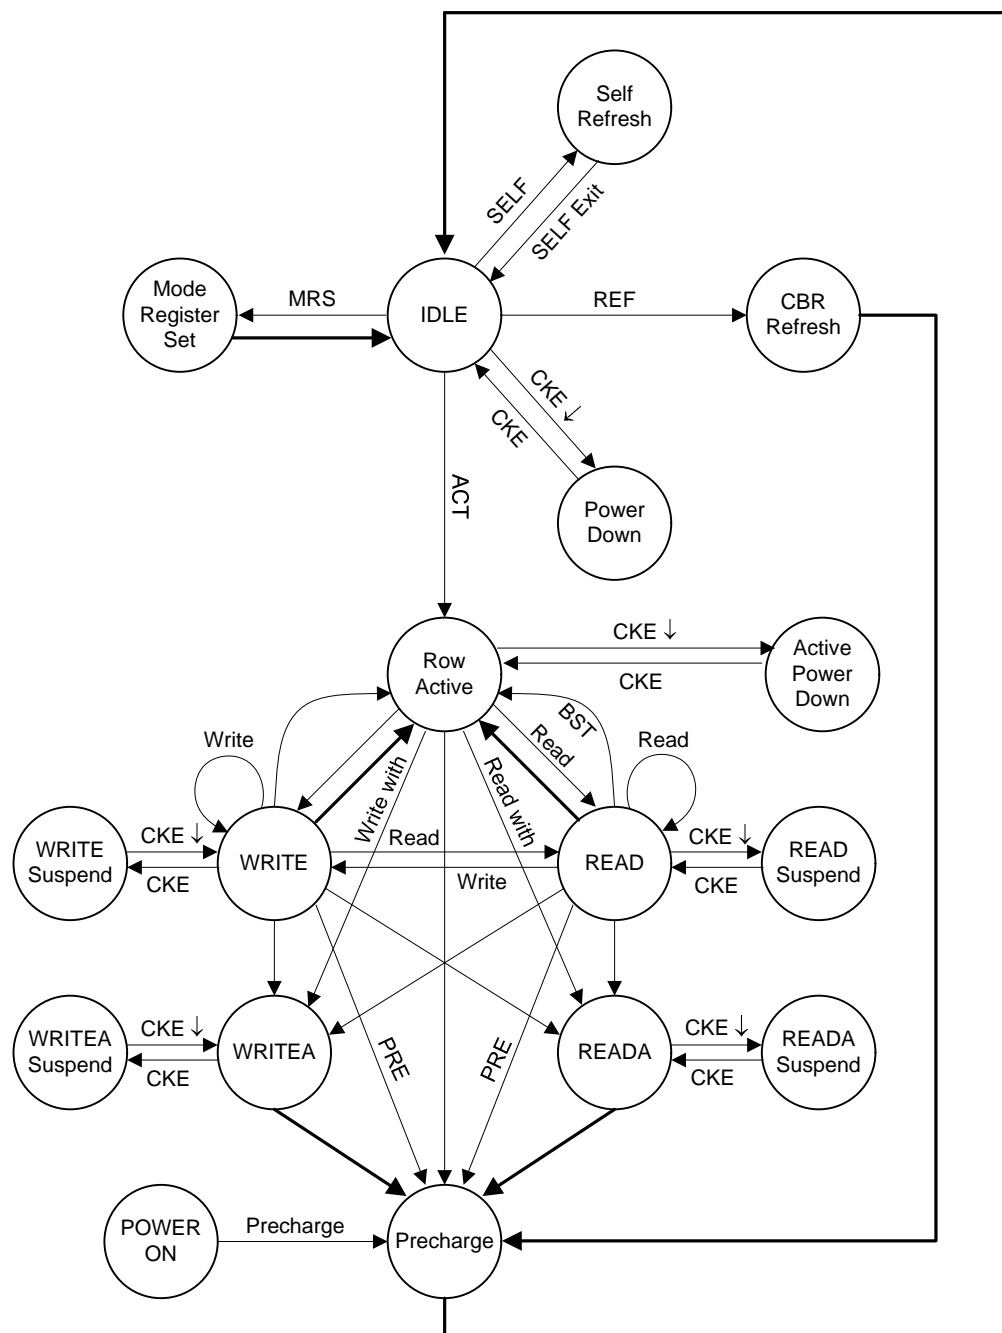 Self
Refresh
SELF
SELF Exit
Mode
Register
Set
MRS
IDLE
REF
CBR
Refresh
CKE ↓
CKE
ACT
Power
Down
Row
Active
CKE ↓
CKE
Active
Power
Down
BST
Read
Write
Read
Write with
Read with
WRITE
Suspend
CKE ↓
CKE
WRITE
Read
Write
READ
CKE ↓
CKE
READ
Suspend
WRITEA
Suspend
CKE ↓
CKE
WRITEA
PRE
PRE
READA
CKE ↓
CKE
READA
Suspend
POWER
ON
Precharge
Precharge